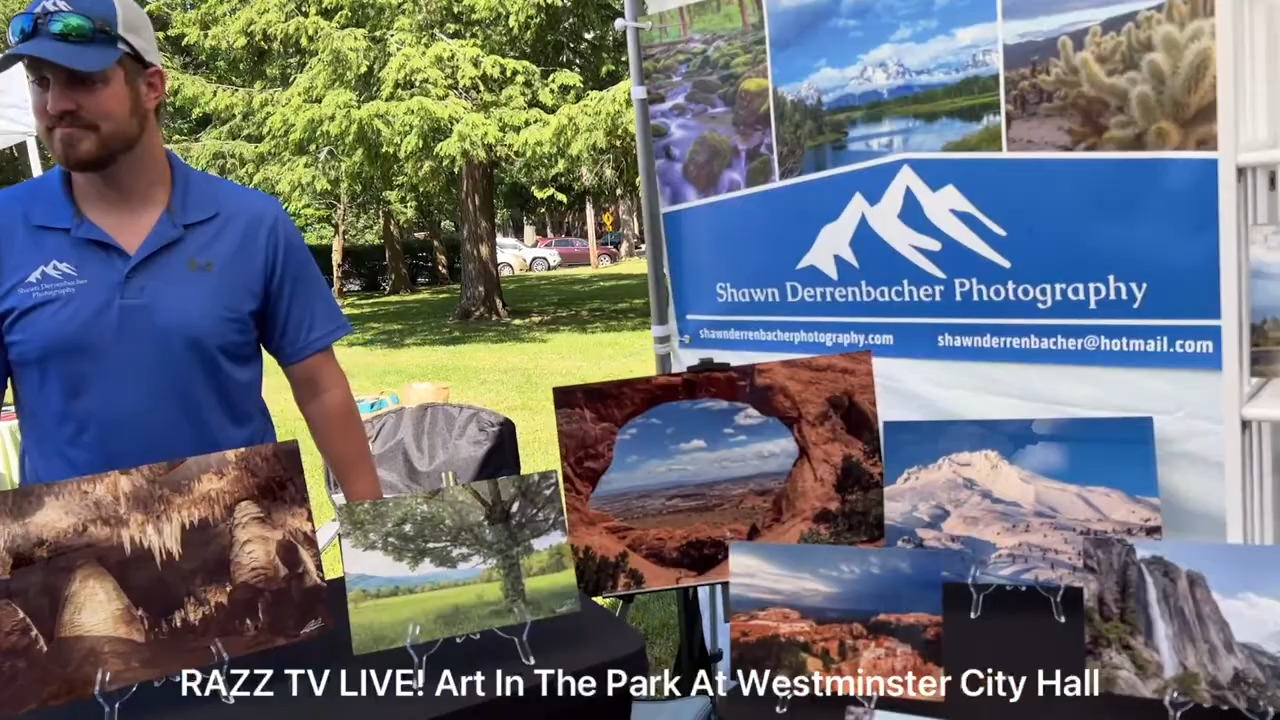 Shawn Derrenbacher Photography
shawnderrenbacherphotography.com
shawnderrenbacher@hotmail.com
Shawn Derrenbacher
Photography
RAZZ TV LIVE! Art In The Park At Westminster City Hall